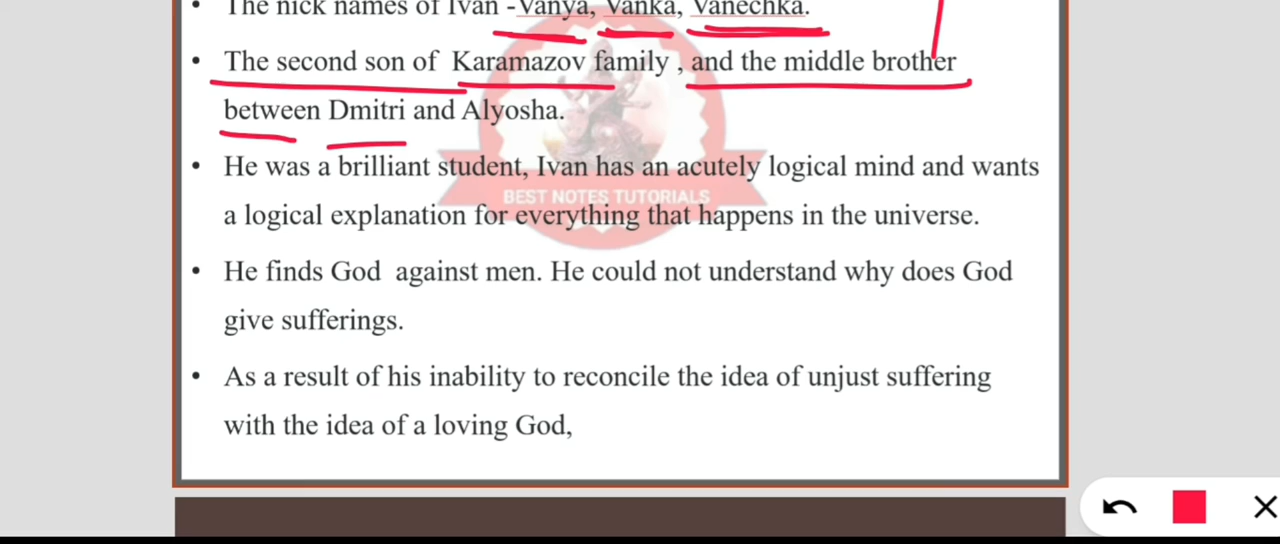 • The nick names of Ivan -Vanya, Vanka, Vanechka.
• The second son of Karamazov family , and the middle brother
between Dmitri and Alyosha.
• He was a brilliant student, Ivan has an acutely logical mind and wants
BEST NOTES TUTORIALS
a logical explanation for everything that happens in the universe.
• He finds God against men. He could not understand why does God
give sufferings.
• As a result of his inability to reconcile the idea of unjust suffering
with the idea of a loving God,